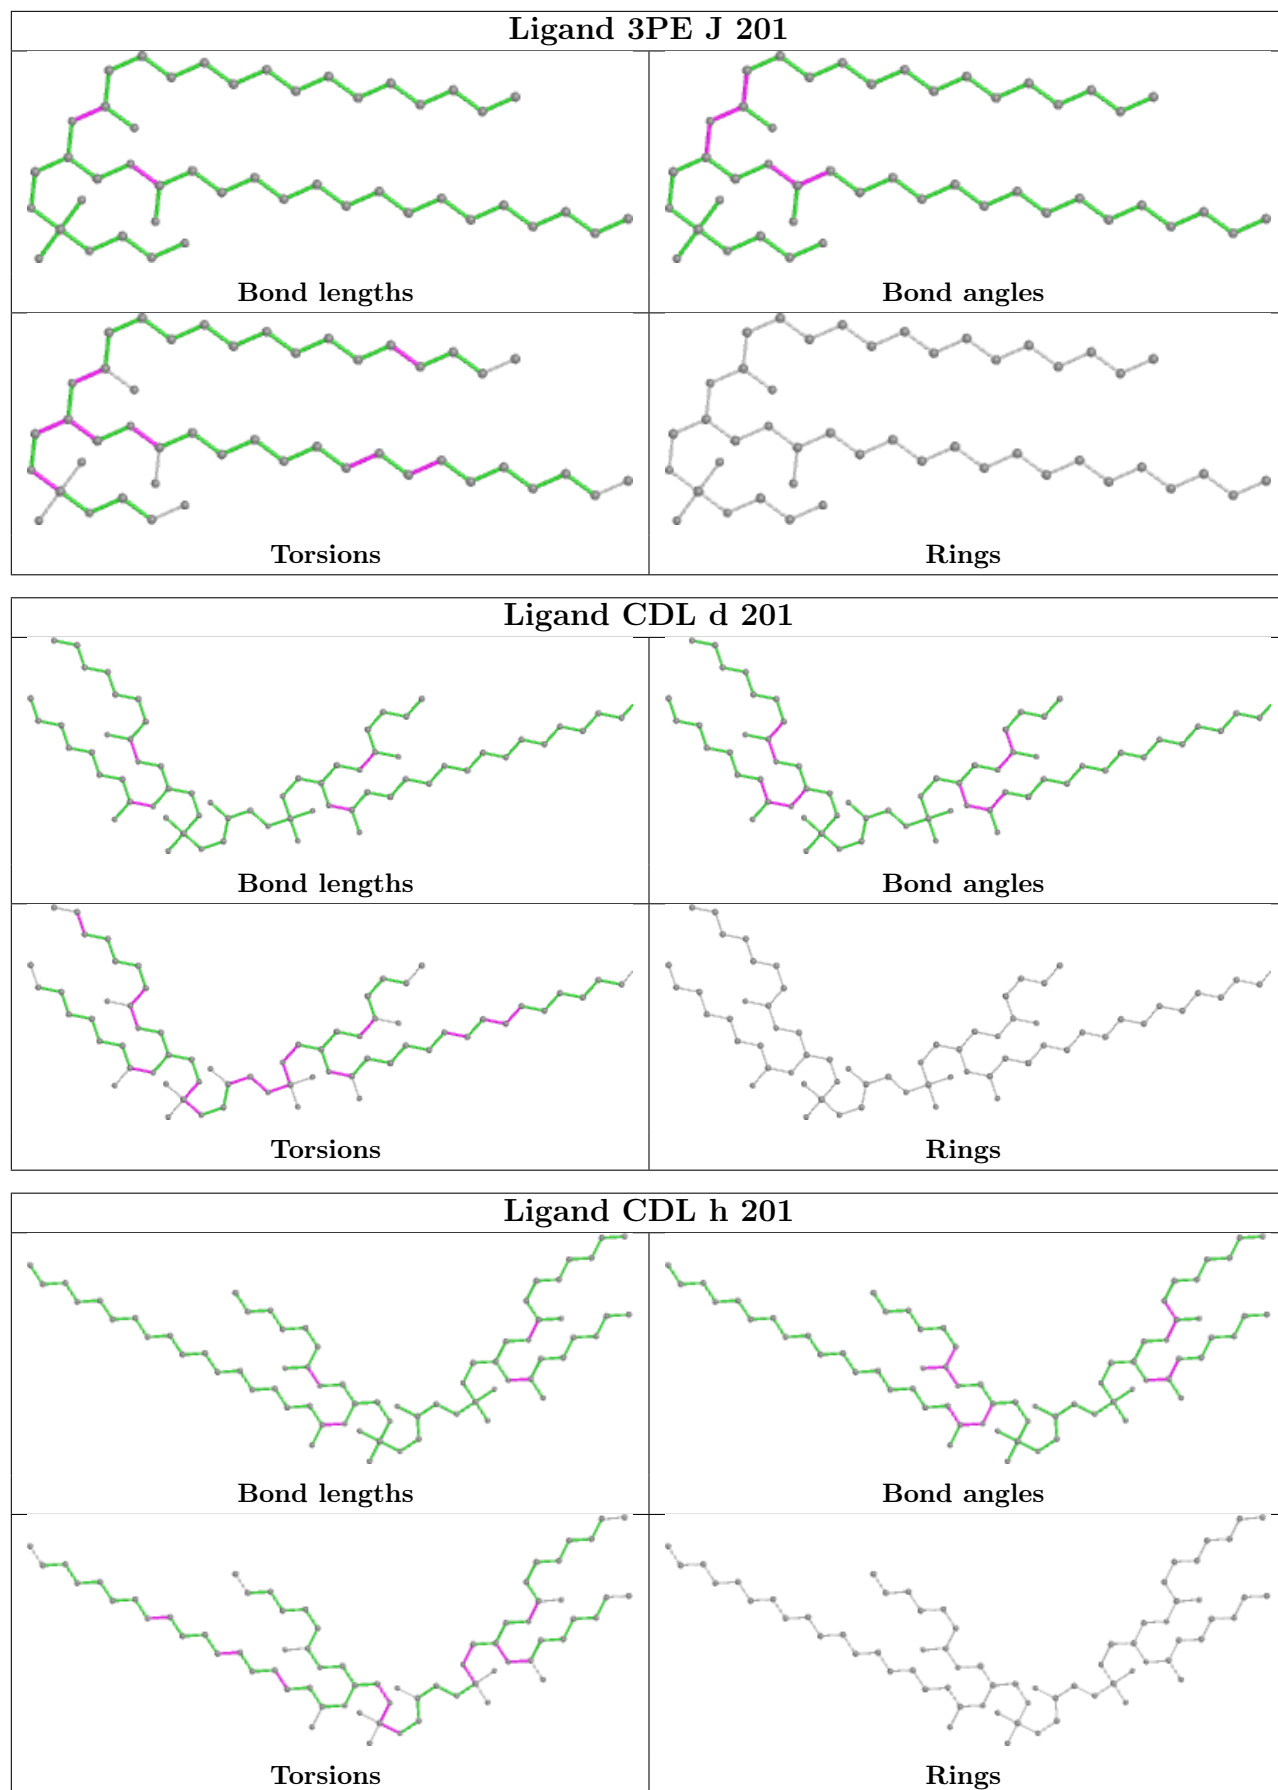 Ligand 3PE J 201
Bond lengths
Bond angles
Torsions
Rings
Ligand CDL d 201
Bond lengths
Bond angles
Torsions
Rings
Ligand CDL h 201
Bond lengths
Bond angles
Torsions
Rings